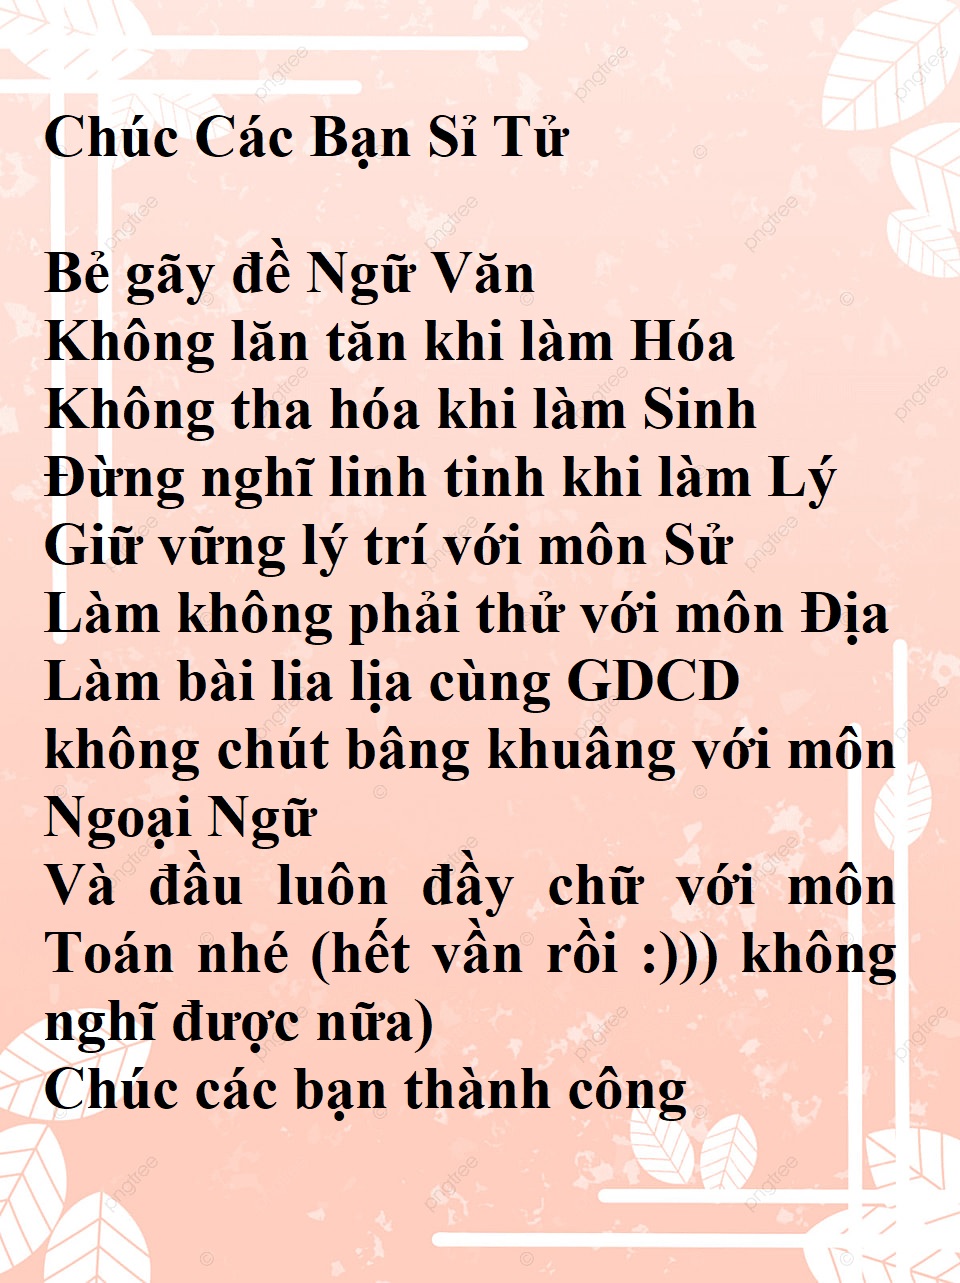 Chúc Các Bạn Sỉ Tử
Bẻ gãy đề Ngữ Văn
Không lăn tăn khi làm Hóa
Không tha hóa khi làm Sinh
Đừng nghĩ linh tinh khi làm Lý
Giữ vững lý trí với môn Sử
Làm không phải thử với môn Địa
Làm bài lia lịa cùng GDCD
không chút bâng khuâng với môn
Ngoại Ngữ
Và đầu luôn đầy chữ với môn
Toán nhé (hết vần rồi :))) không
nghĩ được nữa)
Chúc các bạn thành công